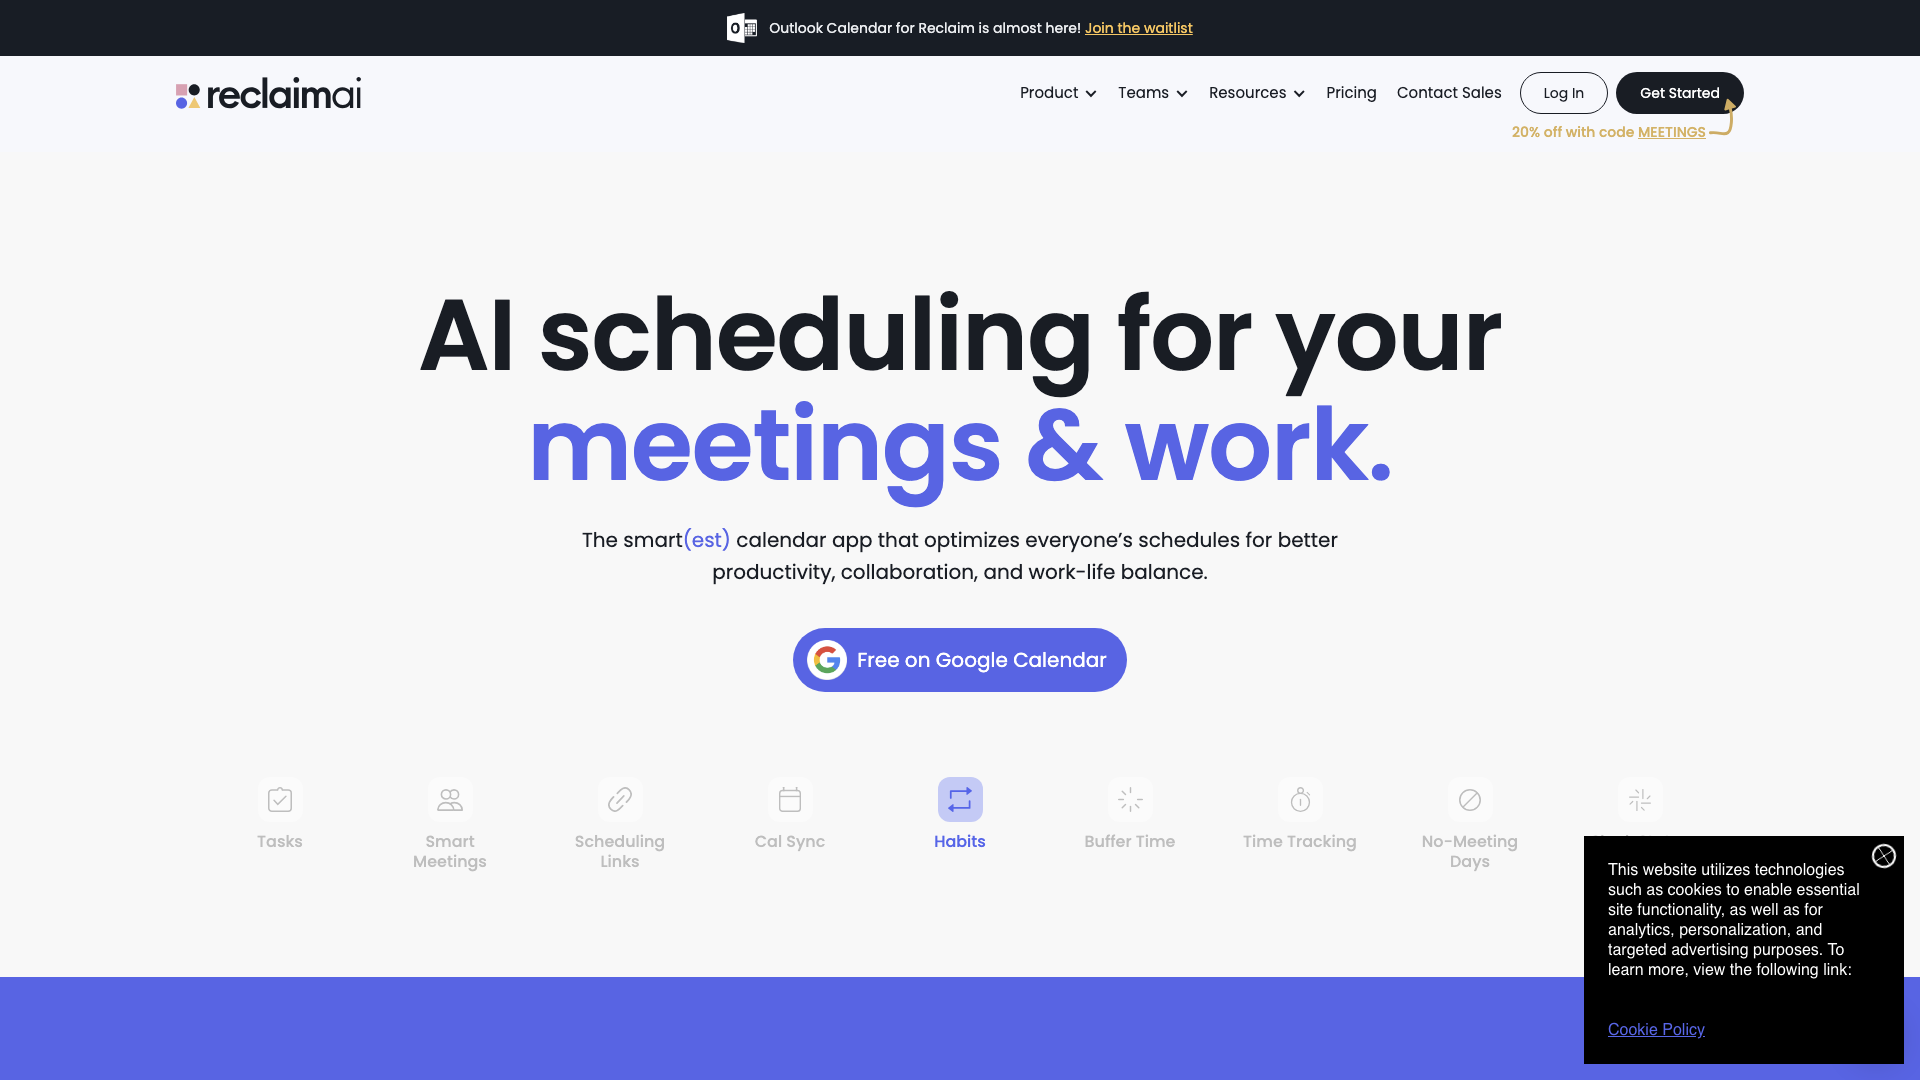 Outlook Calendar for Reclaim is almost here! Join the waitlist
reclaimai
Product
Teams
Resources
Pricing
Contact Sales
Log In
Get Started
20% off with code MEETINGS
AI scheduling for your
meetings & work.
The smart(est) calendar app that optimizes everyone’s schedules for better
productivity, collaboration, and work-life balance.
Free on Google Calendar
Tasks
Smart
Meetings
Scheduling
Links
Cal Sync
Habits
Buffer Time
Time Tracking
No-Meeting
Days
This website utilizes technologies
such as cookies to enable essential
site functionality, as well as for
analytics, personalization, and
targeted advertising purposes. To
learn more, view the following link:
Cookie Policy